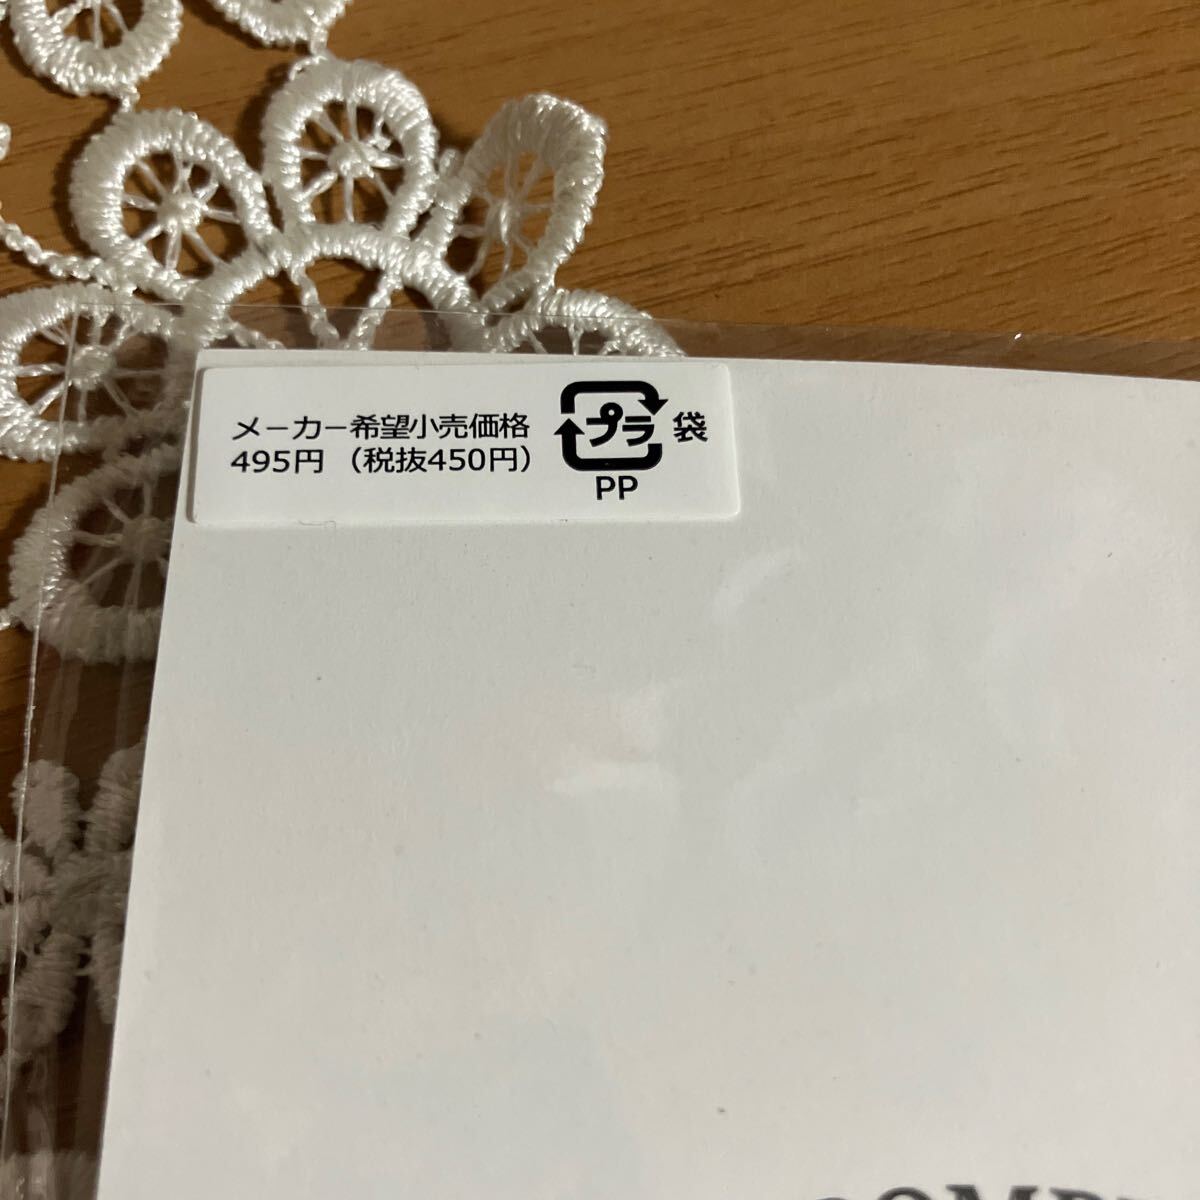 メーカー希望小売価格
495円（税抜450円）
プラ 袋
PP